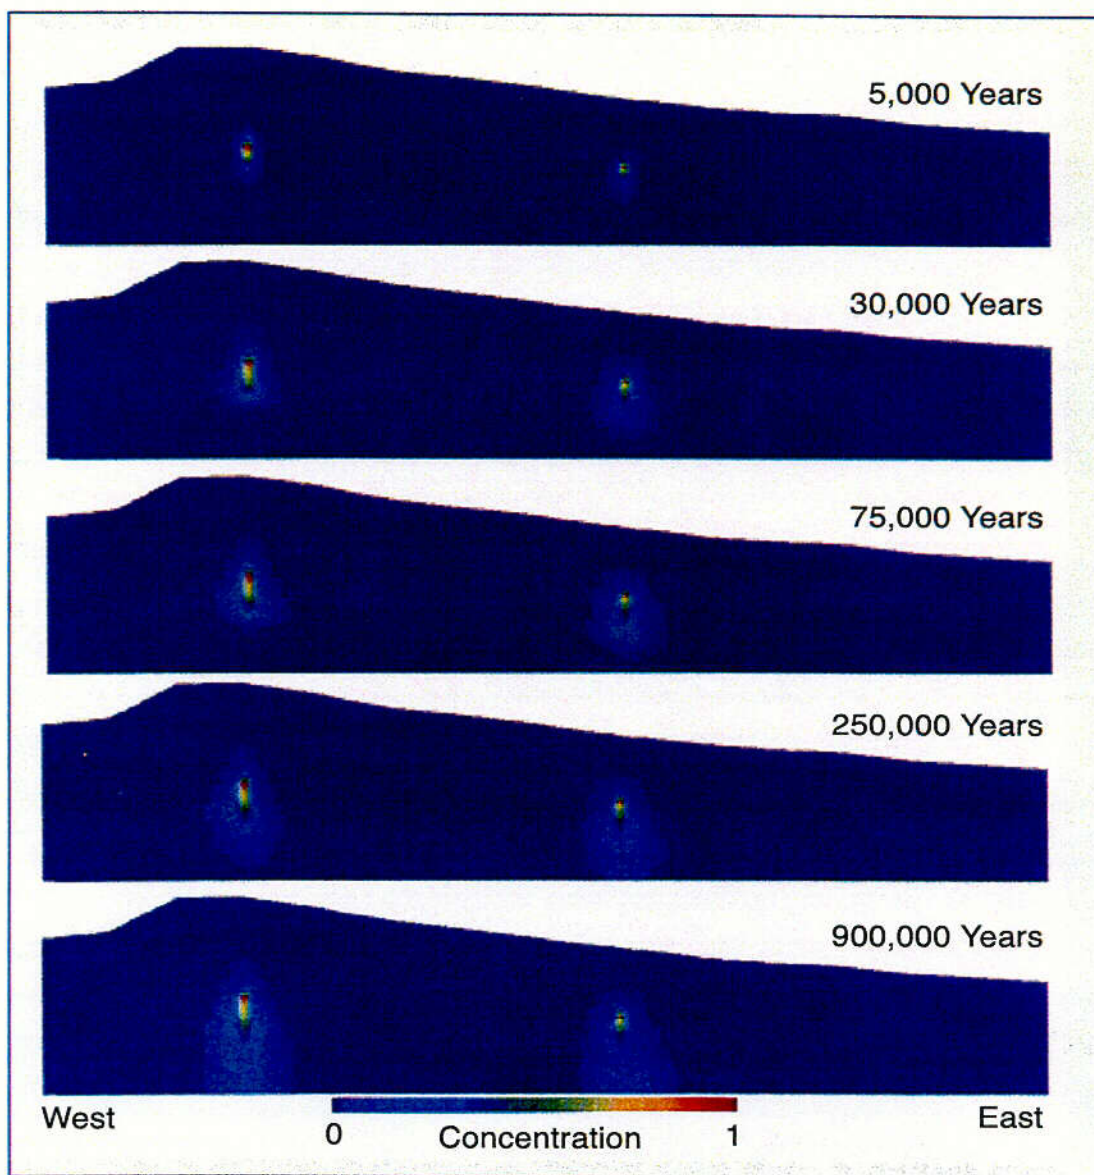 5,000 Years
30,000 Years
75,000 Years
250,000 Years
900,000 Years
West
East
0
1
Concentration